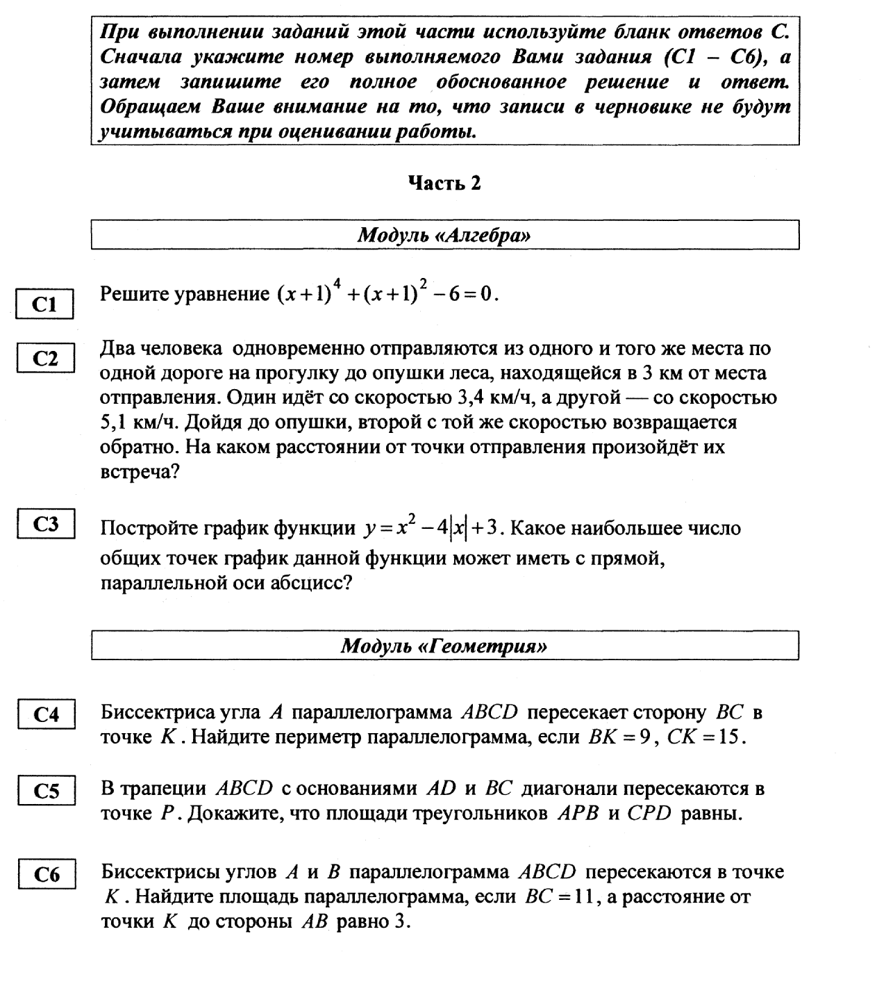 При выполнении заданий этой части используйте бланк ответов С.
Сначала укажите номер выполняемого Вами задания (С1 – С6), а
затем запишите его полное обоснованное решение и ответ.
Обращаем Ваше внимание на то, что записи в черновике не будут
учитываться при оценивании работы.
Часть 2
Модуль «Алгебра»
С1 Решите уравнение (x+1)⁴ + (x+1)² − 6 = 0.
С2 Два человека одновременно отправляются из одного и того же места по
одной дороге на прогулку до опушки леса, находящейся в 3 км от места
отправления. Один идёт со скоростью 3,4 км/ч, а другой — со скоростью
5,1 км/ч. Дойдя до опушки, второй с той же скоростью возвращается
обратно. На каком расстоянии от точки отправления произойдёт их
встреча?
С3 Постройте график функции y = x² − 4|x| + 3. Какое наибольшее число
общих точек график данной функции может иметь с прямой,
параллельной оси абсцисс?
Модуль «Геометрия»
С4 Биссектриса угла A параллелограмма ABCD пересекает сторону BC в
точке K. Найдите периметр параллелограмма, если BK = 9, CK = 15.
С5 В трапеции ABCD с основаниями AD и BC диагонали пересекаются в
точке P. Докажите, что площади треугольников APB и CPD равны.
С6 Биссектрисы углов A и B параллелограмма ABCD пересекаются в точке
K. Найдите площадь параллелограмма, если BC = 11, а расстояние от
точки K до стороны AB равно 3.